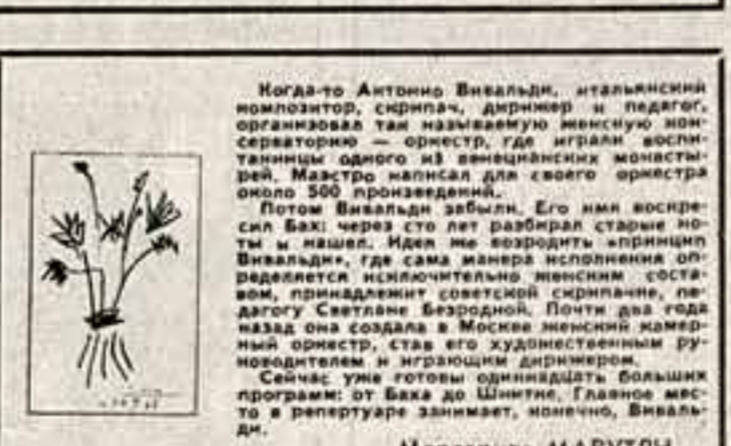 Когда-то Антонио Вивальди, итальянский
композитор, скрипач, дирижер и педагог,
организовал так называемую женскую кон-
серваторию — оркестр, где играли воспи-
танницы одного из венецианских монасты-
рей. Маэстро написал для своего оркестра
около 500 произведений.
Потом Вивальди забыли. Его имя воскре-
сил Бах: через сто лет разбирал старые но-
ты и нашел. Идея же возродить «принцип
Вивальди», где сама манера исполнения оп-
ределяется исключительно женским соста-
вом, принадлежит советской скрипачке, пе-
дагогу Светлане Безродной. Почти два года
назад она создала в Москве женский камер-
ный оркестр, став его художественным ру-
ководителем и играющим дирижером.
Сейчас уже готовы одиннадцать больших
программ: от Баха до Шнитке. Главное мес-
то в репертуаре занимает, конечно, Виваль-
ди.